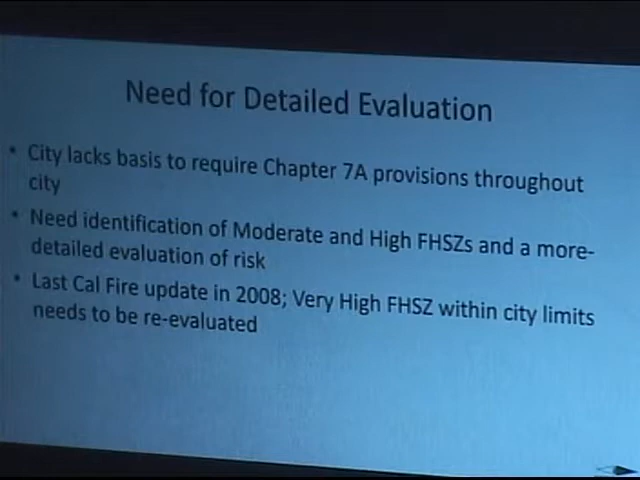 Need for Detailed Evaluation
• City lacks basis to require Chapter 7A provisions throughout
city
• Need identification of Moderate and High FHSZs and a more-
detailed evaluation of risk
• Last Cal Fire update in 2008; Very High FHSZ within city limits
needs to be re-evaluated